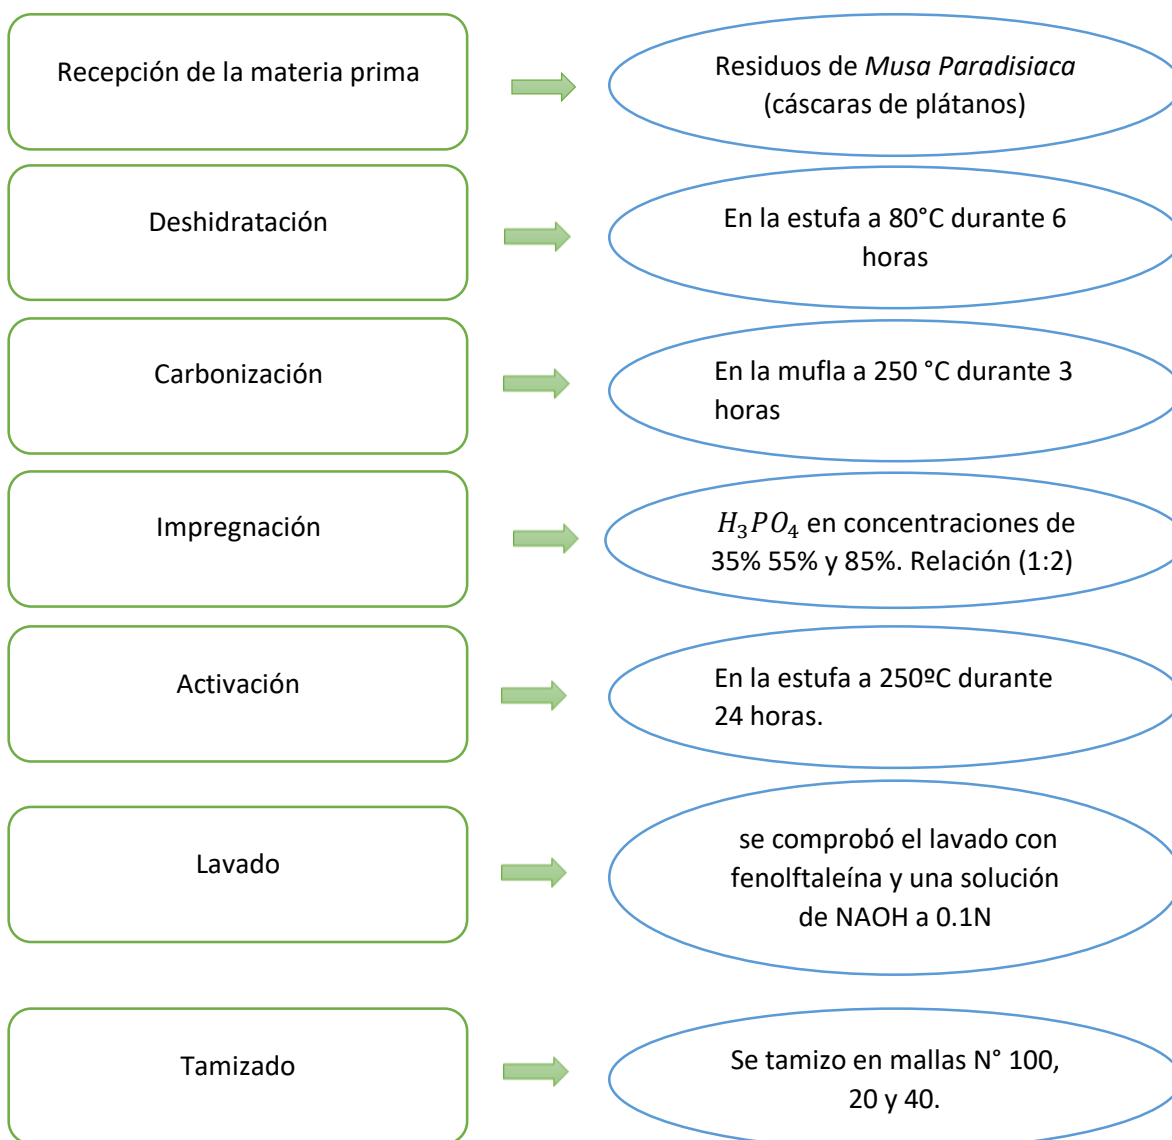 Recepción de la materia prima
Residuos de Musa Paradisiaca
(cáscaras de plátanos)
Deshidratación
En la estufa a 80°C durante 6
horas
Carbonización
En la mufla a 250 °C durante 3
horas
Impregnación
H₃PO₄ en concentraciones de
35% 55% y 85%. Relación (1:2)
Activación
En la estufa a 250ºC durante
24 horas.
Lavado
se comprobó el lavado con
fenolftaleína y una solución
de NAOH a 0.1N
Tamizado
Se tamizo en mallas N° 100,
20 y 40.